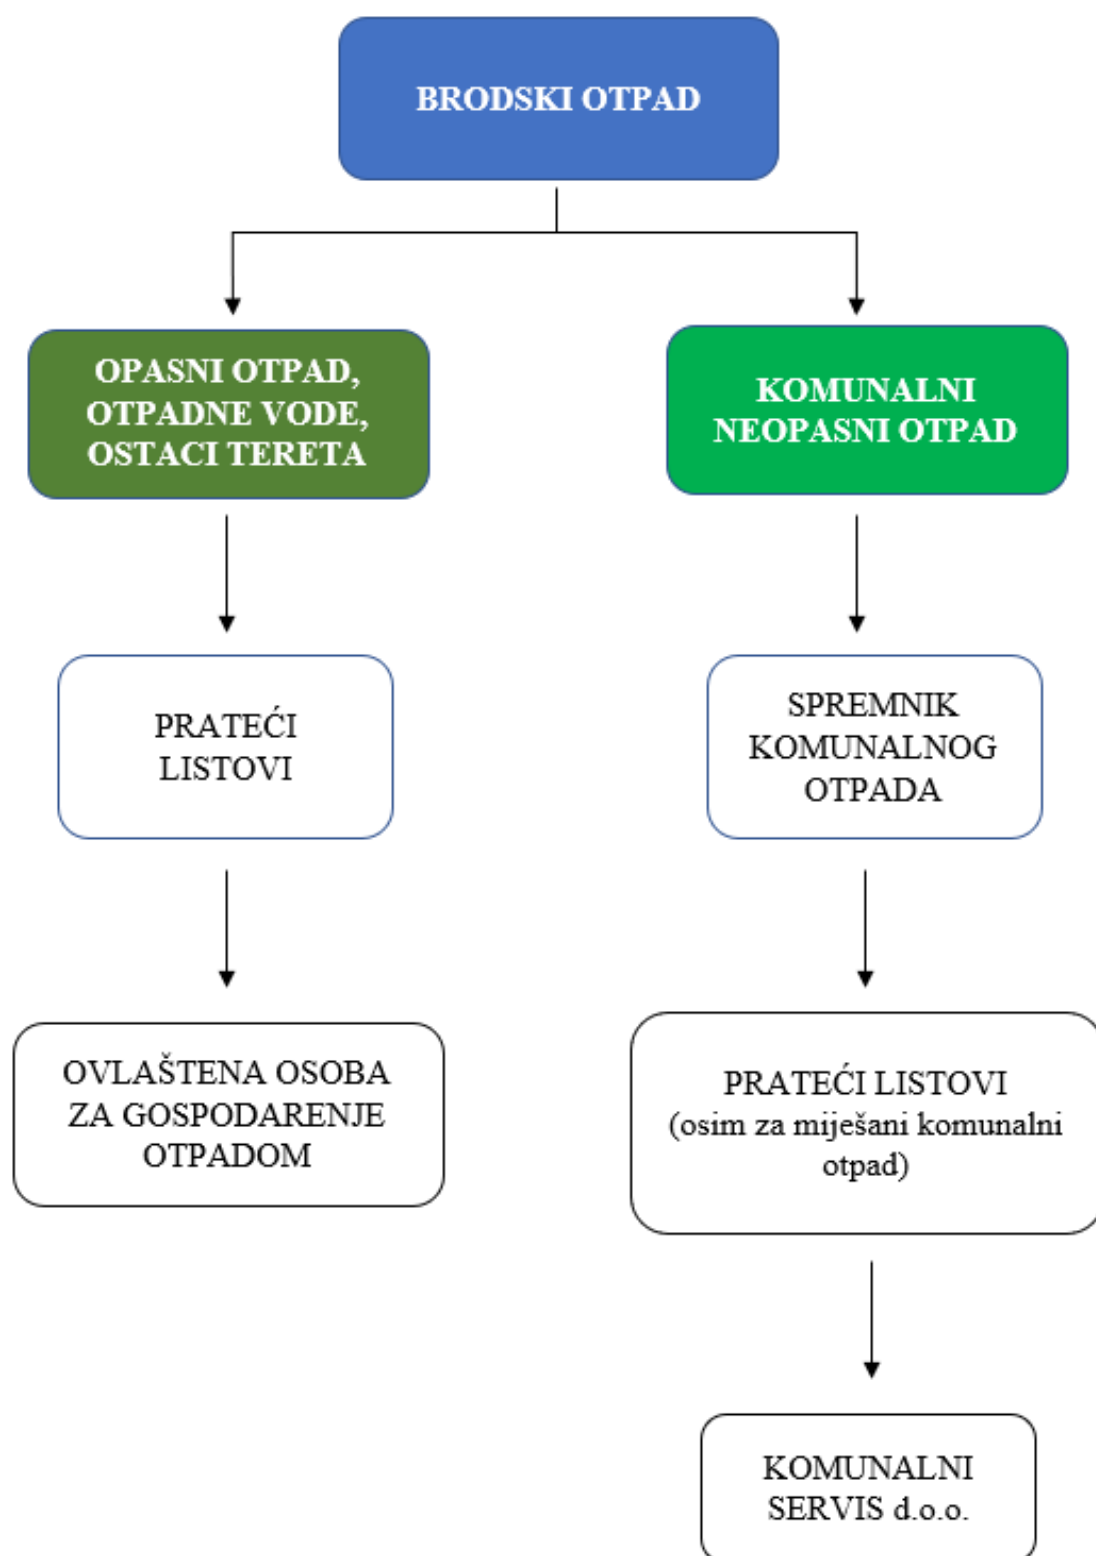 BRODSKI OTPAD
OPASNI OTPAD,
OTPADNE VODE,
OSTACI TERETA
KOMUNALNI
NEOPASNI OTPAD
PRATEĆI
LISTOVI
SPREMNIK
KOMUNALNOG
OTPADA
OVLAŠTENA OSOBA
ZA GOSPODARENJE
OTPADOM
PRATEĆI LISTOVI
(osim za miješani komunalni
otpad)
KOMUNALNI
SERVIS d.o.o.